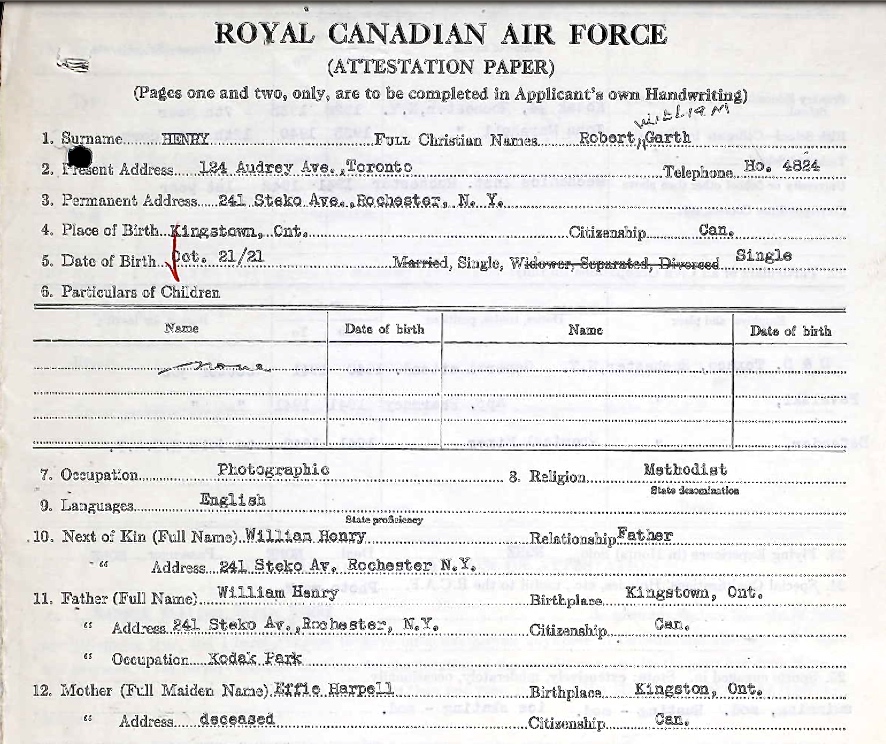 ROYAL CANADIAN AIR FORCE
(ATTESTATION PAPER)
(Pages one and two, only, are to be completed in Applicant's own Handwriting)
William
1. Surname HENRY Full Christian Names Robert, Garth
2. Present Address 124 Audrey Ave., Toronto Telephone Ho. 4824
3. Permanent Address 241 Steko Ave., Rochester, N. Y.
4. Place of Birth Kingstown, Ont. Citizenship Can.
5. Date of Birth Oct. 21/21 Married, Single, Widower, Separated, Divorced Single
6. Particulars of Children
Name Date of birth Name Date of birth
none
7. Occupation Photographic 8. Religion Methodist
State denomination
9. Languages English
State proficiency
10. Next of Kin (Full Name) William Henry Relationship Father
" Address 241 Steko Av. Rochester N.Y.
11. Father (Full Name) William Henry Birthplace Kingstown, Ont.
" Address 241 Steko Av., Rochester, N.Y. Citizenship Can.
" Occupation Kodak Park
12. Mother (Full Maiden Name) Effie Harpell Birthplace Kingston, Ont.
" Address deceased Citizenship Can.